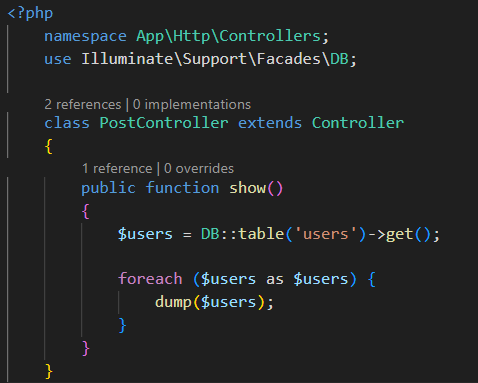 <?php
namespace App\Http\Controllers;
use Illuminate\Support\Facades\DB;
2 references | 0 implementations
class PostController extends Controller
{
1 reference | 0 overrides
public function show()
{
$users = DB::table('users')->get();
foreach ($users as $users) {
dump($users);
}
}
}